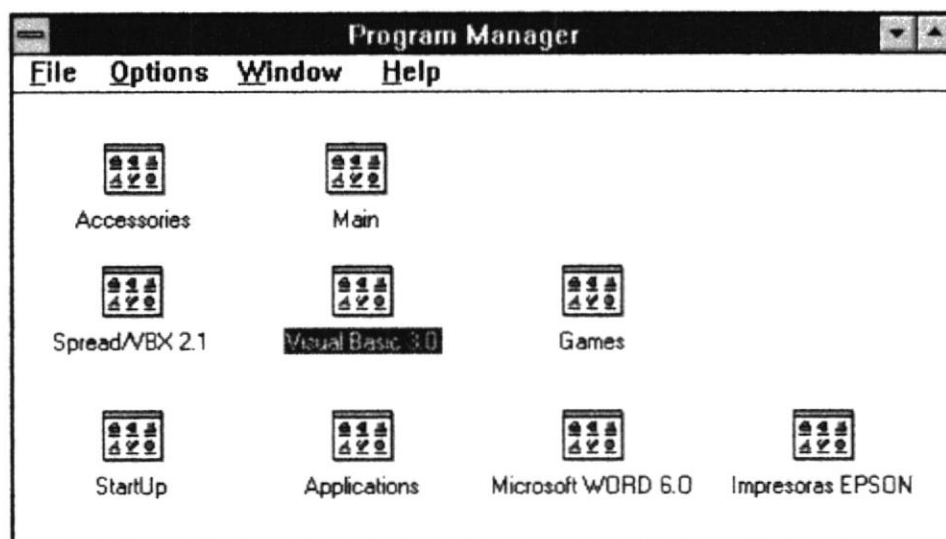 Program Manager
File Options Window Help
Accessories Main
Spread/VBX 2.1 Visual Basic 3.0 Games
StartUp Applications Microsoft WORD 6.0 Impresoras EPSON